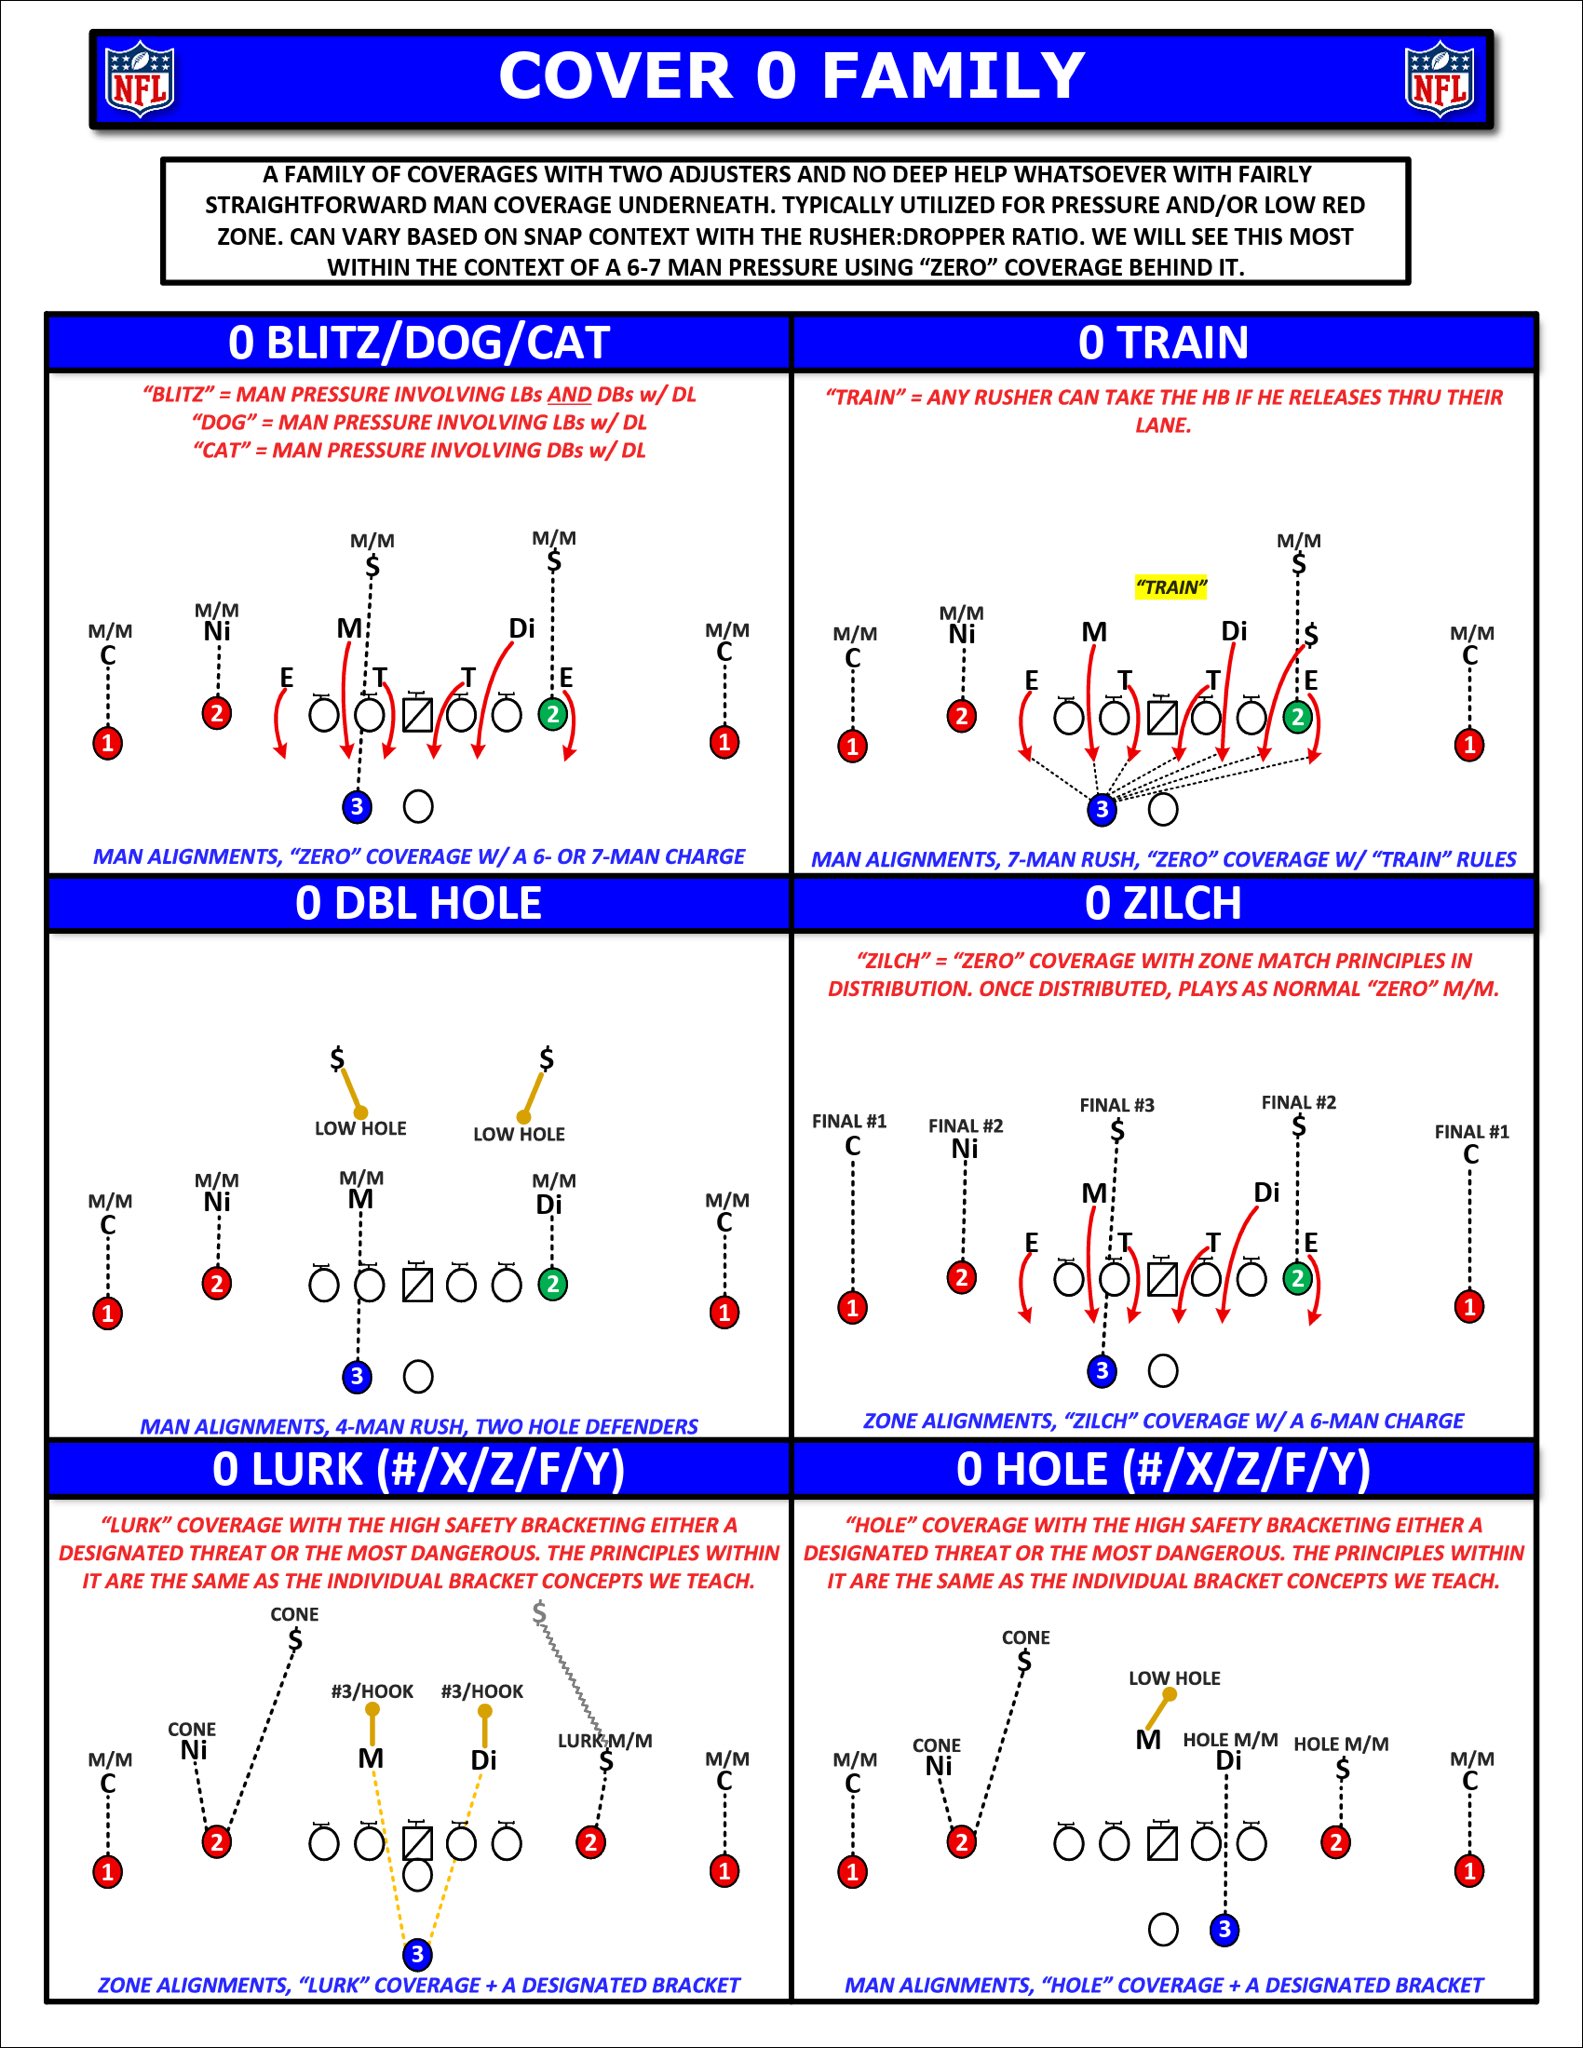 NFL
COVER 0 FAMILY
NFL
A FAMILY OF COVERAGES WITH TWO ADJUSTERS AND NO DEEP HELP WHATSOEVER WITH FAIRLY
STRAIGHTFORWARD MAN COVERAGE UNDERNEATH. TYPICALLY UTILIZED FOR PRESSURE AND/OR LOW RED
ZONE. CAN VARY BASED ON SNAP CONTEXT WITH THE RUSHER:DROPPER RATIO. WE WILL SEE THIS MOST
WITHIN THE CONTEXT OF A 6-7 MAN PRESSURE USING “ZERO” COVERAGE BEHIND IT.
0 BLITZ/DOG/CAT
“BLITZ” = MAN PRESSURE INVOLVING LBs AND DBs w/ DL
“DOG” = MAN PRESSURE INVOLVING LBs w/ DL
“CAT” = MAN PRESSURE INVOLVING DBs w/ DL
M/M M/M
$ $
M/M
Ni M Di
M/M M/M
C C
E T T E
2 2
1 1
3
MAN ALIGNMENTS, “ZERO” COVERAGE W/ A 6- OR 7-MAN CHARGE
0 TRAIN
“TRAIN” = ANY RUSHER CAN TAKE THE HB IF HE RELEASES THRU THEIR
LANE.
M/M
$
“TRAIN”
M/M
Ni M Di $
M/M M/M
C C
E T T E
2 2
1 1
3
MAN ALIGNMENTS, 7-MAN RUSH, “ZERO” COVERAGE W/ “TRAIN” RULES
0 DBL HOLE
$ $
LOW HOLE LOW HOLE
M/M M/M M/M
Ni M Di
M/M M/M
C C
2 2
1 1
3
MAN ALIGNMENTS, 4-MAN RUSH, TWO HOLE DEFENDERS
0 ZILCH
“ZILCH” = “ZERO” COVERAGE WITH ZONE MATCH PRINCIPLES IN
DISTRIBUTION. ONCE DISTRIBUTED, PLAYS AS NORMAL “ZERO” M/M.
FINAL #3 FINAL #2
$ $
FINAL #1 FINAL #2 FINAL #1
C Ni C
M Di
E T T E
2 2
1 1
3
ZONE ALIGNMENTS, “ZILCH” COVERAGE W/ A 6-MAN CHARGE
0 LURK (#/X/Z/F/Y)
“LURK” COVERAGE WITH THE HIGH SAFETY BRACKETING EITHER A
DESIGNATED THREAT OR THE MOST DANGEROUS. THE PRINCIPLES WITHIN
IT ARE THE SAME AS THE INDIVIDUAL BRACKET CONCEPTS WE TEACH.
CONE $
$
#3/HOOK #3/HOOK
CONE LURK M/M
Ni M Di $
M/M M/M
C C
2 2
1 1
3
ZONE ALIGNMENTS, “LURK” COVERAGE + A DESIGNATED BRACKET
0 HOLE (#/X/Z/F/Y)
“HOLE” COVERAGE WITH THE HIGH SAFETY BRACKETING EITHER A
DESIGNATED THREAT OR THE MOST DANGEROUS. THE PRINCIPLES WITHIN
IT ARE THE SAME AS THE INDIVIDUAL BRACKET CONCEPTS WE TEACH.
CONE
$
LOW HOLE
CONE M HOLE M/M HOLE M/M
Ni Di $
M/M M/M
C C
2 2
1 1
3
MAN ALIGNMENTS, “HOLE” COVERAGE + A DESIGNATED BRACKET